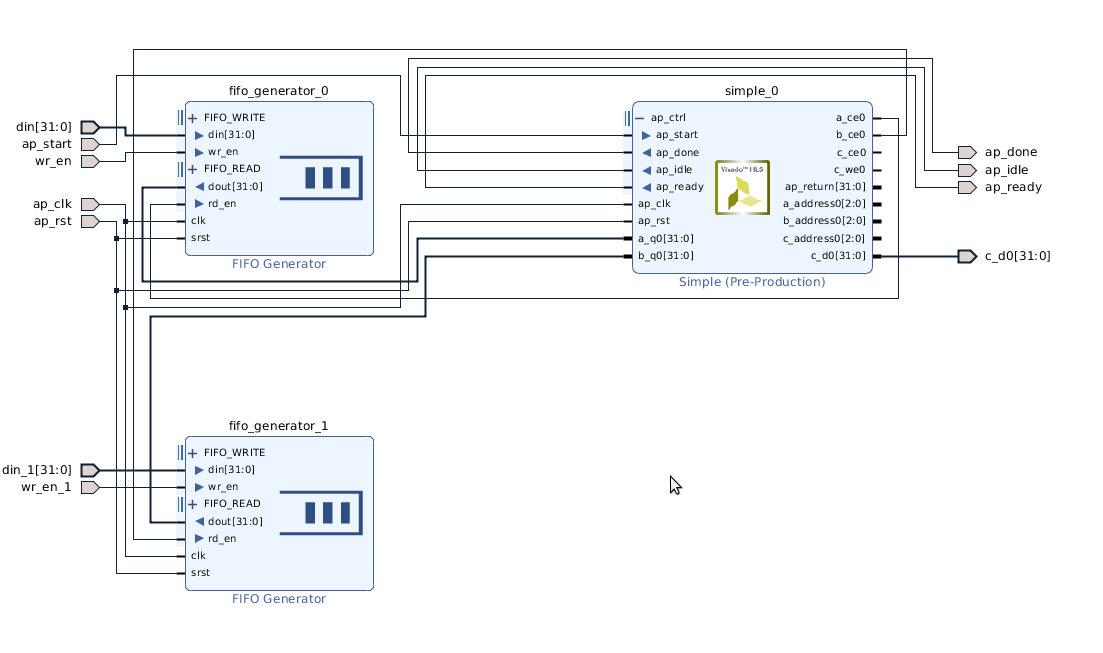 din[31:0]
ap_start
wr_en
ap_clk
ap_rst
fifo_generator_0
FIFO_WRITE
din[31:0]
wr_en
FIFO_READ
dout[31:0]
rd_en
clk
srst
FIFO Generator
simple_0
ap_ctrl
ap_start
ap_done
ap_idle
ap_ready
ap_clk
ap_rst
a_q0[31:0]
b_q0[31:0]
Vivado™ HLS
a_ce0
b_ce0
c_ce0
c_we0
ap_return[31:0]
a_address0[2:0]
b_address0[2:0]
c_address0[2:0]
c_d0[31:0]
Simple (Pre-Production)
ap_done
ap_idle
ap_ready
c_d0[31:0]
din_1[31:0]
wr_en_1
fifo_generator_1
FIFO_WRITE
din[31:0]
wr_en
FIFO_READ
dout[31:0]
rd_en
clk
srst
FIFO Generator